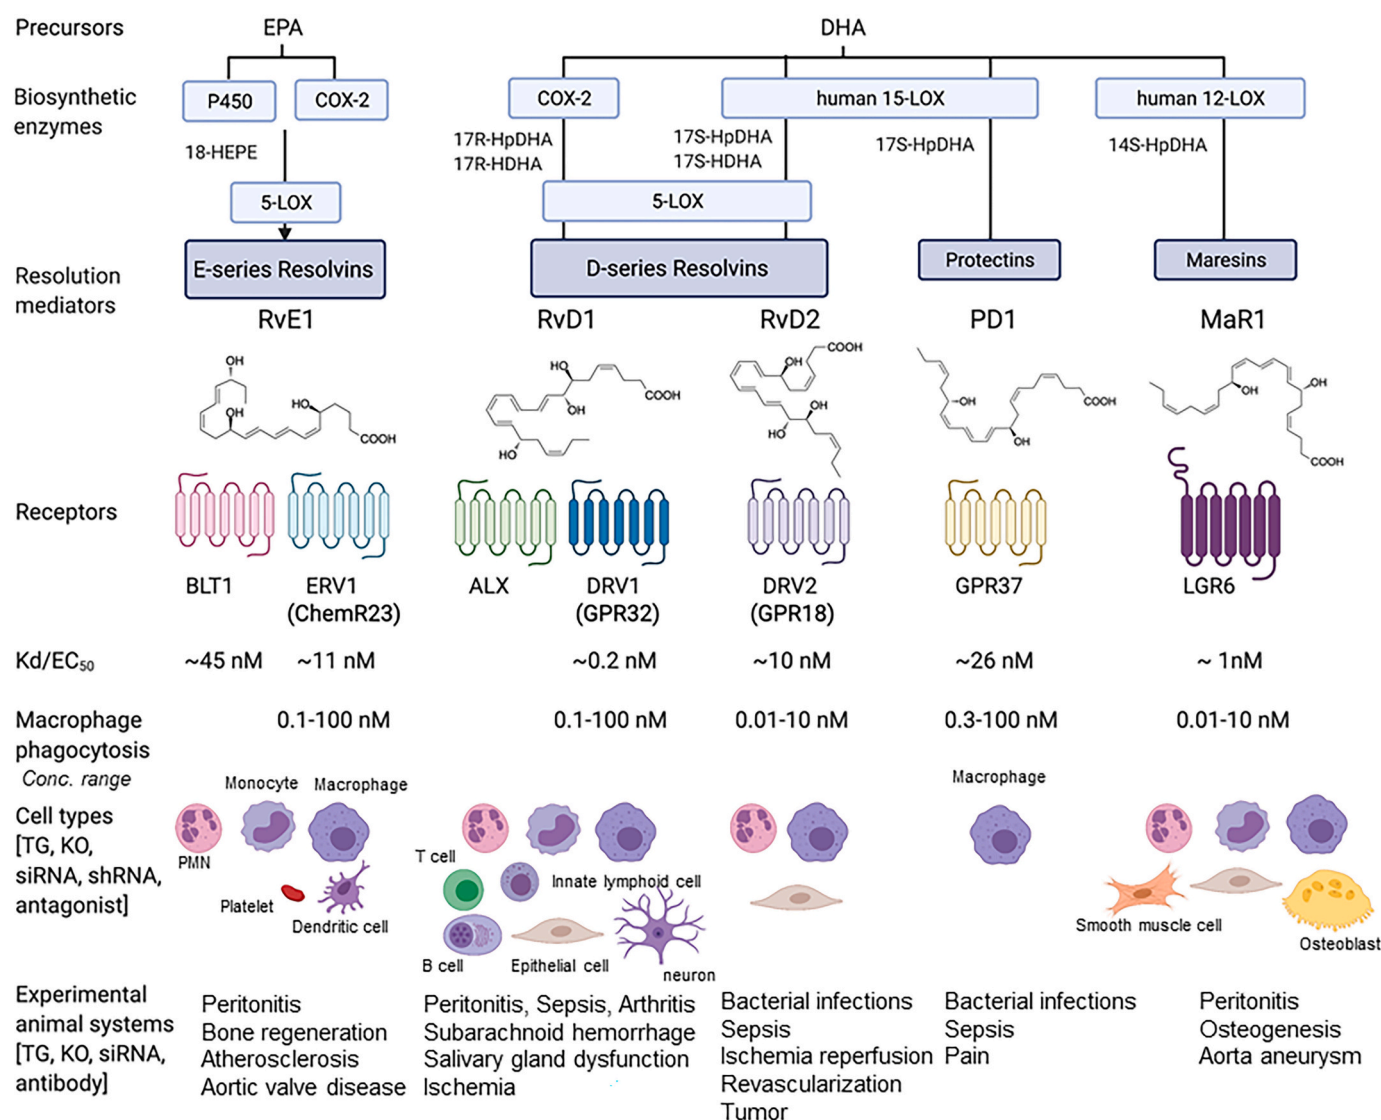 Precursors
EPA
DHA
Biosynthetic
enzymes
P450
COX-2
COX-2
human 15-LOX
human 12-LOX
18-HEPE
17R-HpDHA
17R-HDHA
17S-HpDHA
17S-HDHA
17S-HpDHA
14S-HpDHA
5-LOX
5-LOX
Resolution
mediators
E-series Resolvins
D-series Resolvins
Protectins
Maresins
RvE1
RvD1
RvD2
PD1
MaR1
OH
OH
HO
COOH
HO
OH
HO
COOH
COOH
OH
OH
HO
OH
OH
COOH
OH
OH
COOH
Receptors
BLT1
ERV1
(ChemR23)
ALX
DRV1
(GPR32)
DRV2
(GPR18)
GPR37
LGR6
Kd/EC50
~45 nM
~11 nM
~0.2 nM
~10 nM
~26 nM
~ 1nM
Macrophage
phagocytosis
Conc. range
0.1-100 nM
0.1-100 nM
0.01-10 nM
0.3-100 nM
0.01-10 nM
Cell types
[TG, KO,
siRNA, shRNA,
antagonist]
Monocyte
Macrophage
PMN
Platelet
Dendritic cell
T cell
Innate lymphoid cell
B cell
Epithelial cell
neuron
Macrophage
Smooth muscle cell
Osteoblast
Experimental
animal systems
[TG, KO, siRNA,
antibody]
Peritonitis
Bone regeneration
Atherosclerosis
Aortic valve disease
Peritonitis, Sepsis, Arthritis
Subarachnoid hemorrhage
Salivary gland dysfunction
Ischemia
Bacterial infections
Sepsis
Ischemia reperfusion
Revascularization
Tumor
Bacterial infections
Sepsis
Pain
Peritonitis
Osteogenesis
Aorta aneurysm